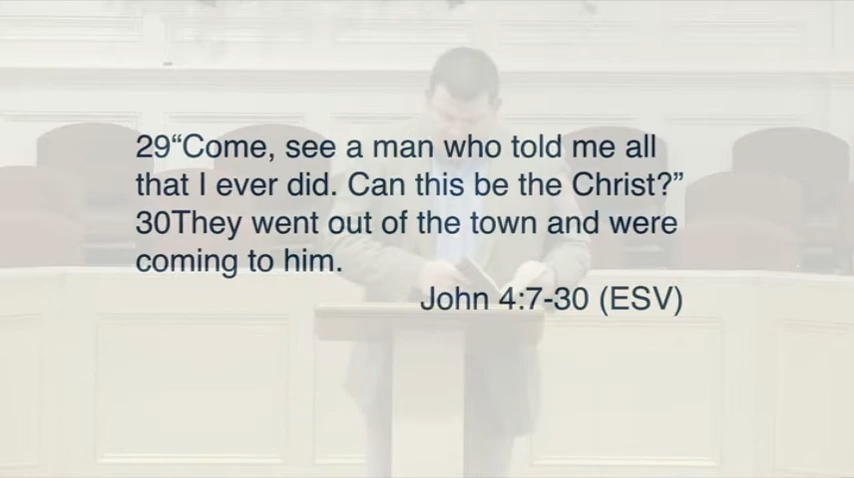 29“Come, see a man who told me all
that I ever did. Can this be the Christ?”
30They went out of the town and were
coming to him.
John 4:7-30 (ESV)